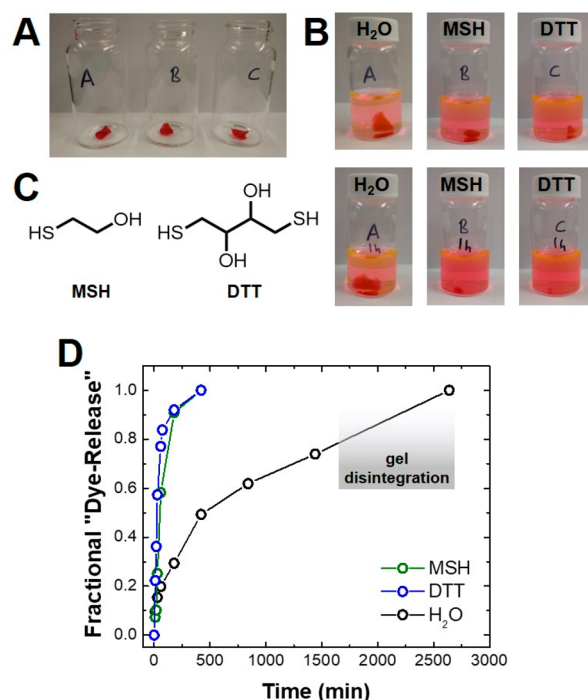 A
A B C
B
H₂O MSH DTT
A B C
H₂O MSH DTT
A B C
1h 1h 1h
C
HS OH
OH
HS SH
OH
MSH DTT
D
Fractional "Dye-Release"
1.0
0.8
0.6
0.4
0.2
0.0
gel
disintegration
MSH
DTT
H₂O
0 500 1000 1500 2000 2500 3000
Time (min)